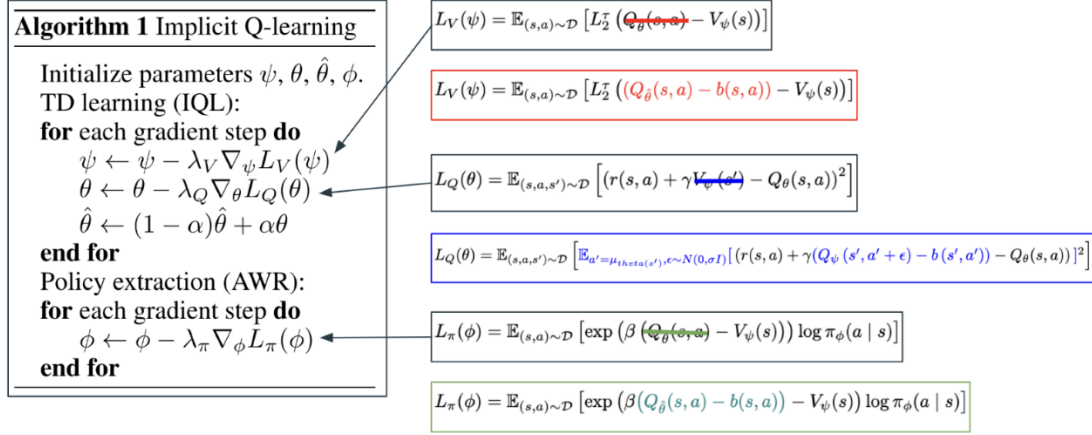 Algorithm 1 Implicit Q-learning
Initialize parameters ψ, θ, θ̂, ϕ.
TD learning (IQL):
for each gradient step do
ψ ← ψ − λ_V ∇_ψ L_V(ψ)
θ ← θ − λ_Q ∇_θ L_Q(θ)
θ̂ ← (1 − α)θ̂ + αθ
end for
Policy extraction (AWR):
for each gradient step do
ϕ ← ϕ − λ_π ∇_ϕ L_π(ϕ)
end for
L_V(ψ) = 𝔼_{(s,a)∼𝒟} [L_2^τ (Q_θ̂(s, a) − V_ψ(s))]
L_V(ψ) = 𝔼_{(s,a)∼𝒟} [L_2^τ ((Q_θ̂(s, a) − b(s, a)) − V_ψ(s))]
L_Q(θ) = 𝔼_{(s,a,s')∼𝒟} [(r(s, a) + γV_ψ(s') − Q_θ(s, a))^2]
L_Q(θ) = 𝔼_{(s,a,s')∼𝒟} [𝔼_{a'=μ_{theta(s')},ϵ∼N(0,σI)}[(r(s, a) + γ(Q_ψ (s', a' + ϵ) − b (s', a')) − Q_θ(s, a))]^2]
L_π(ϕ) = 𝔼_{(s,a)∼𝒟} [exp (β (Q_θ̂(s, a) − V_ψ(s))) log π_ϕ(a | s)]
L_π(ϕ) = 𝔼_{(s,a)∼𝒟} [exp (β(Q_θ̂(s, a) − b(s, a)) − V_ψ(s)) log π_ϕ(a | s)]